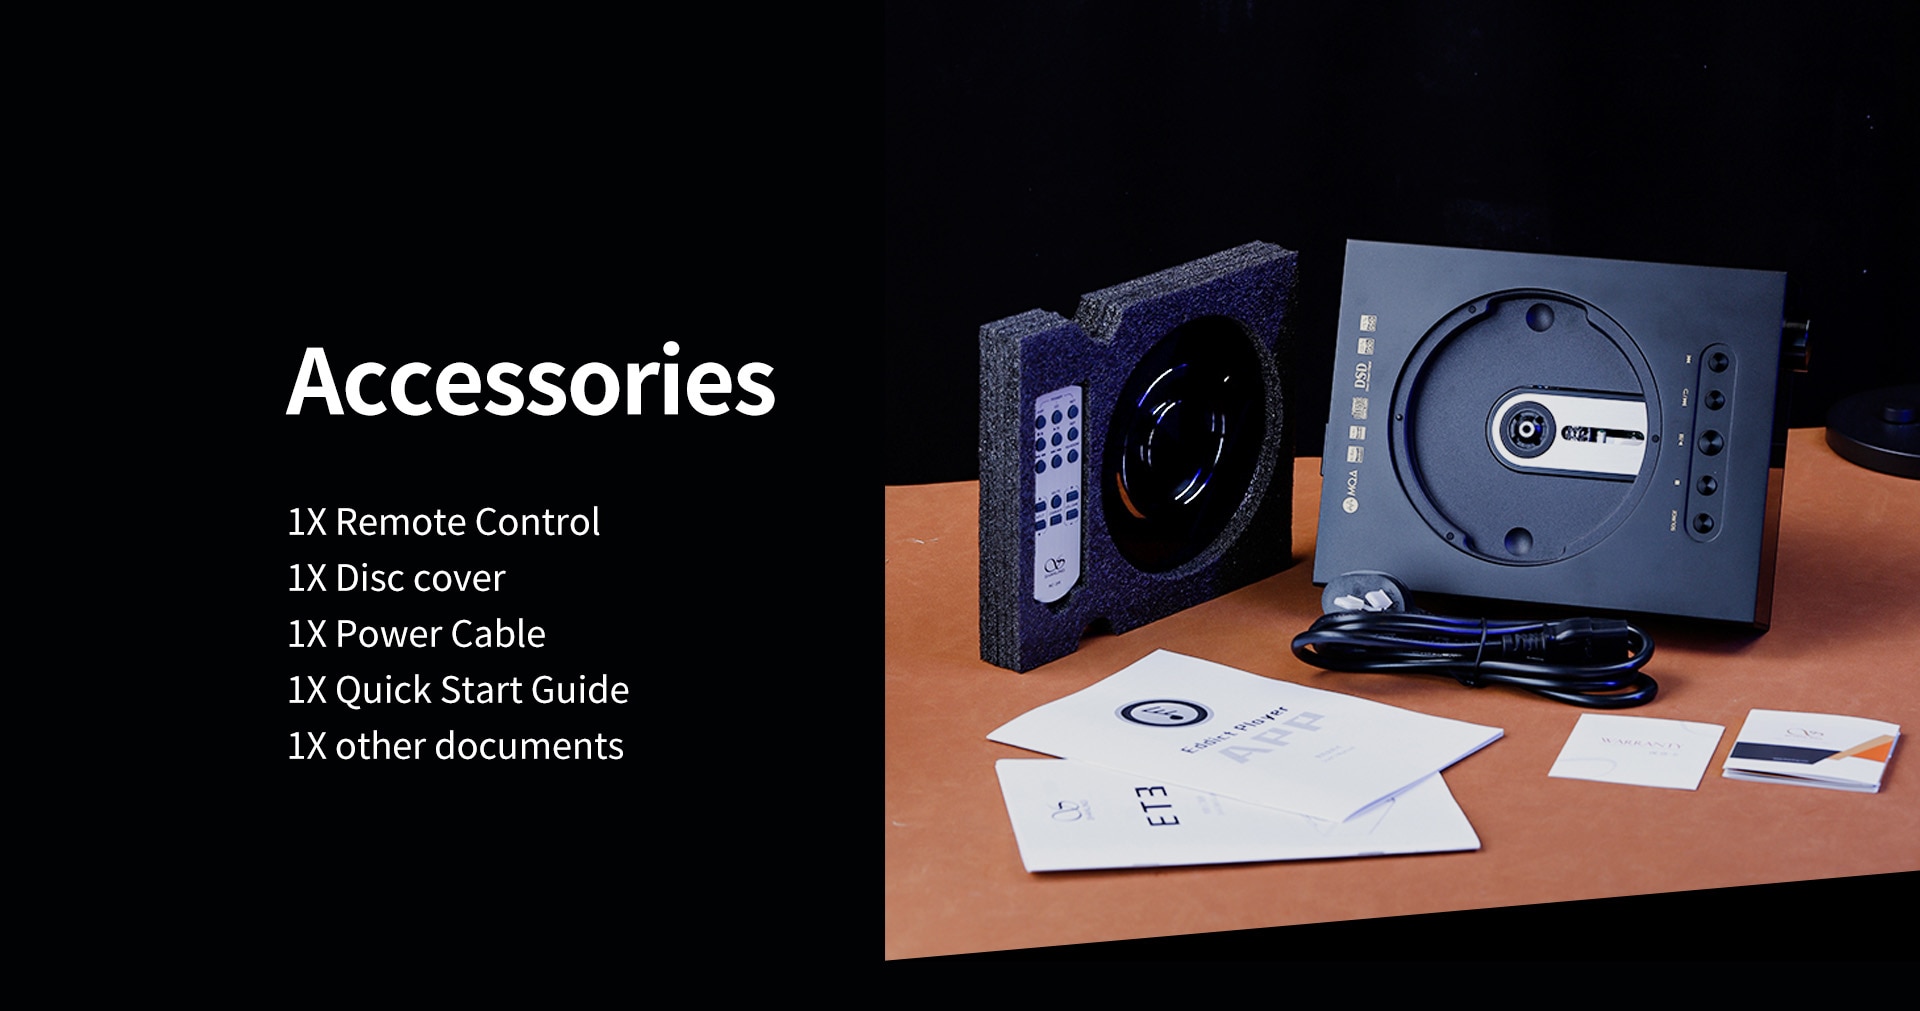 Accessories
1X Remote Control
1X Disc cover
1X Power Cable
1X Quick Start Guide
1X other documents
DSD
MQA
SOURCE
Eddict Player
APP
ET3
WARRANTY